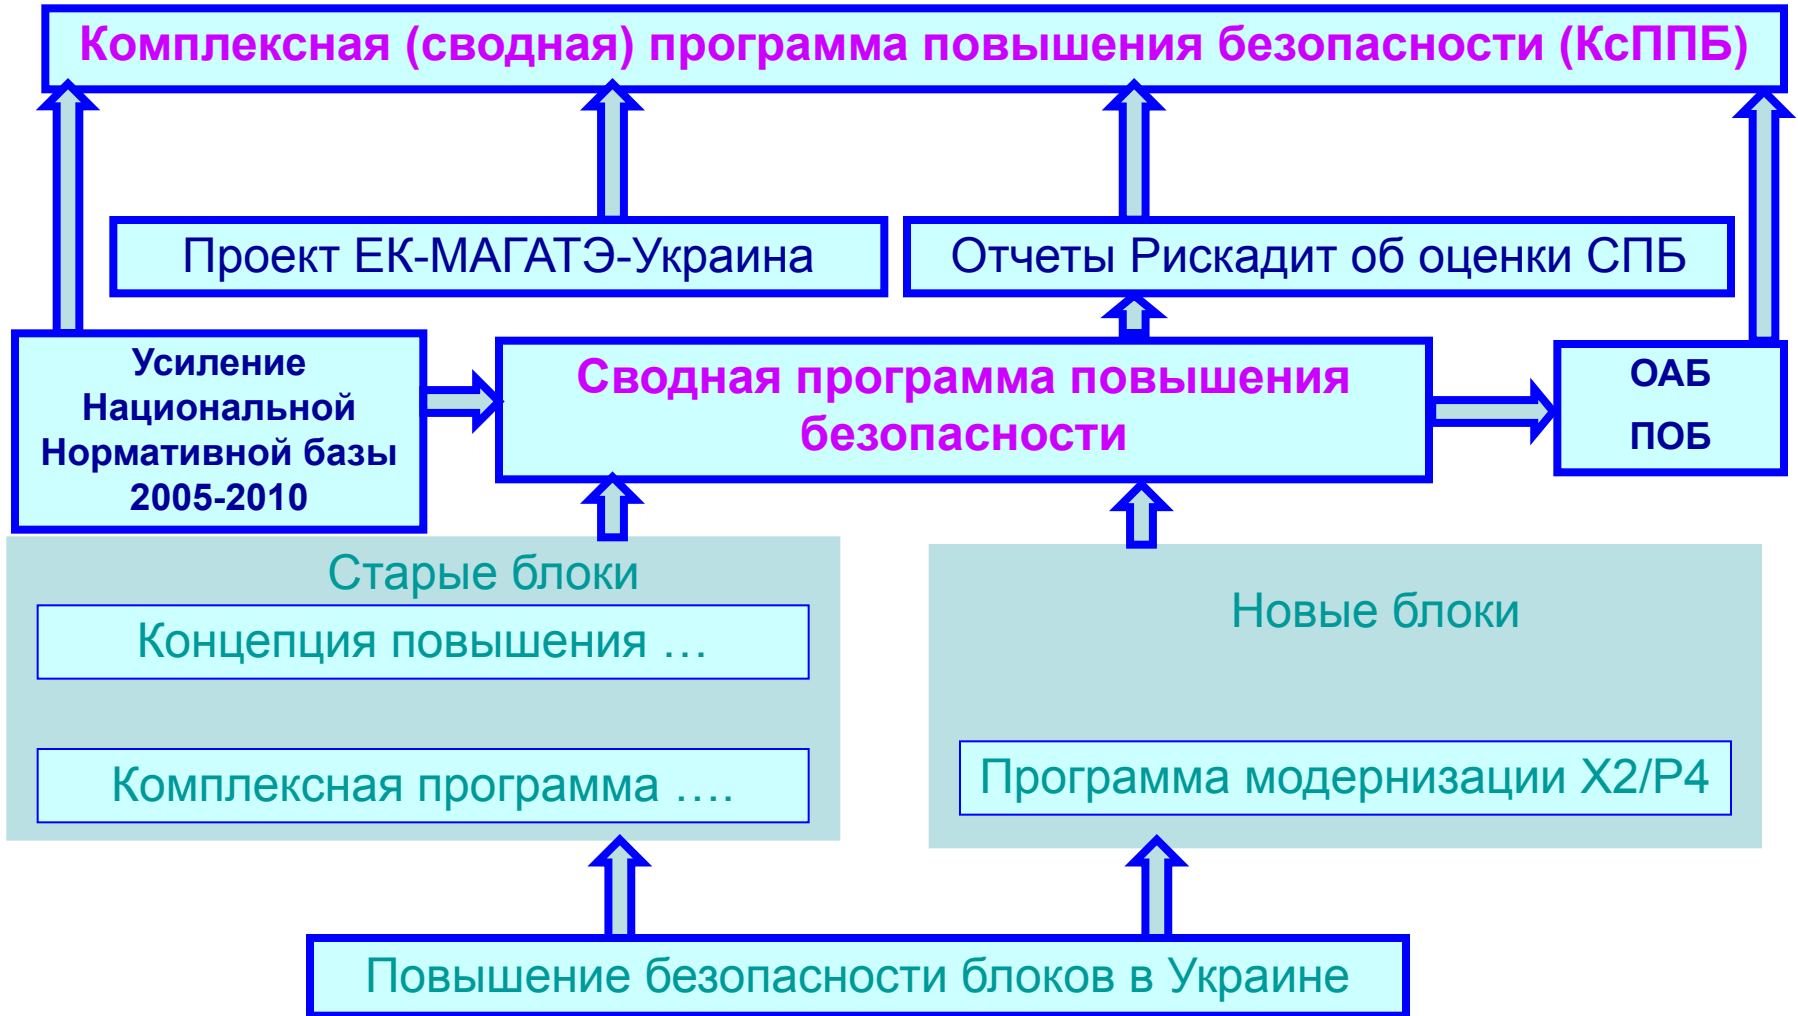 Комплексная (сводная) программа повышения безопасности (КсППБ)
Проект ЕК-МАГАТЭ-Украина
Отчеты Рискадит об оценки СПБ
Усиление
Национальной
Нормативной базы
2005-2010
Сводная программа повышения
безопасности
ОАБ
ПОБ
Старые блоки
Концепция повышения …
Комплексная программа ….
Новые блоки
Программа модернизации Х2/Р4
Повышение безопасности блоков в Украине